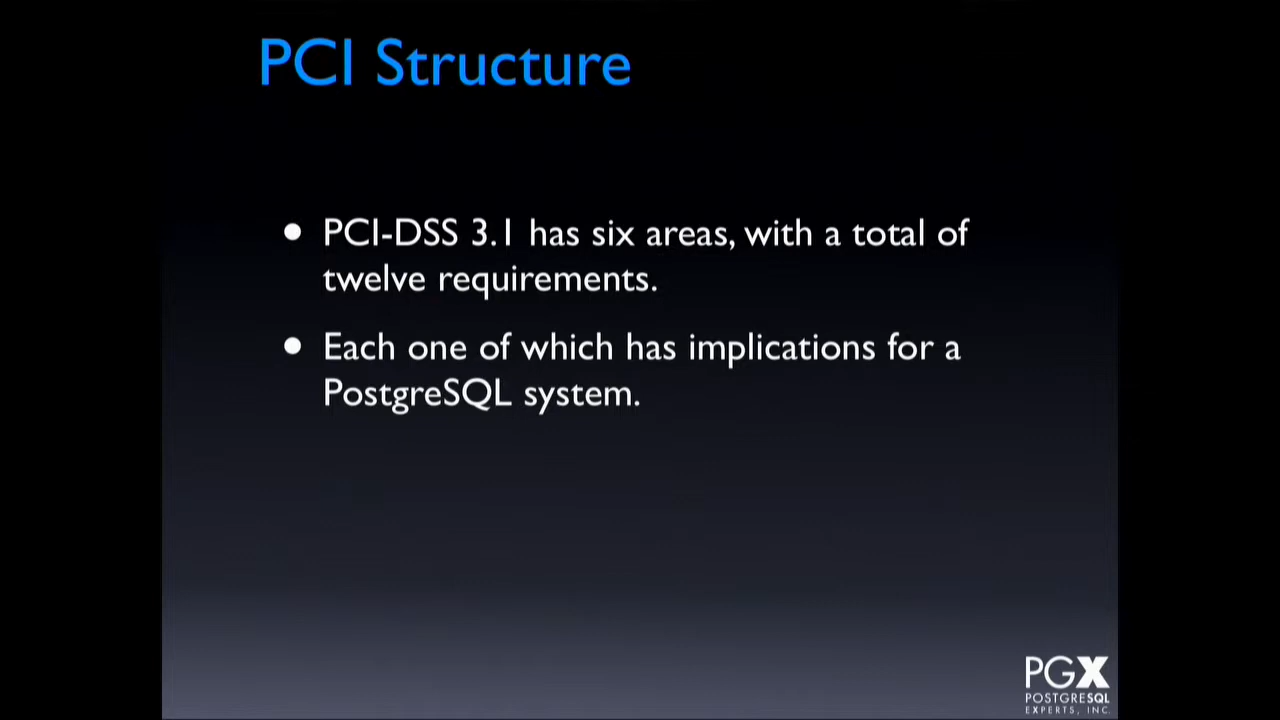 PCI Structure
• PCI-DSS 3.1 has six areas, with a total of
twelve requirements.
• Each one of which has implications for a
PostgreSQL system.
PGX
POSTGRESQL
EXPERTS, INC.